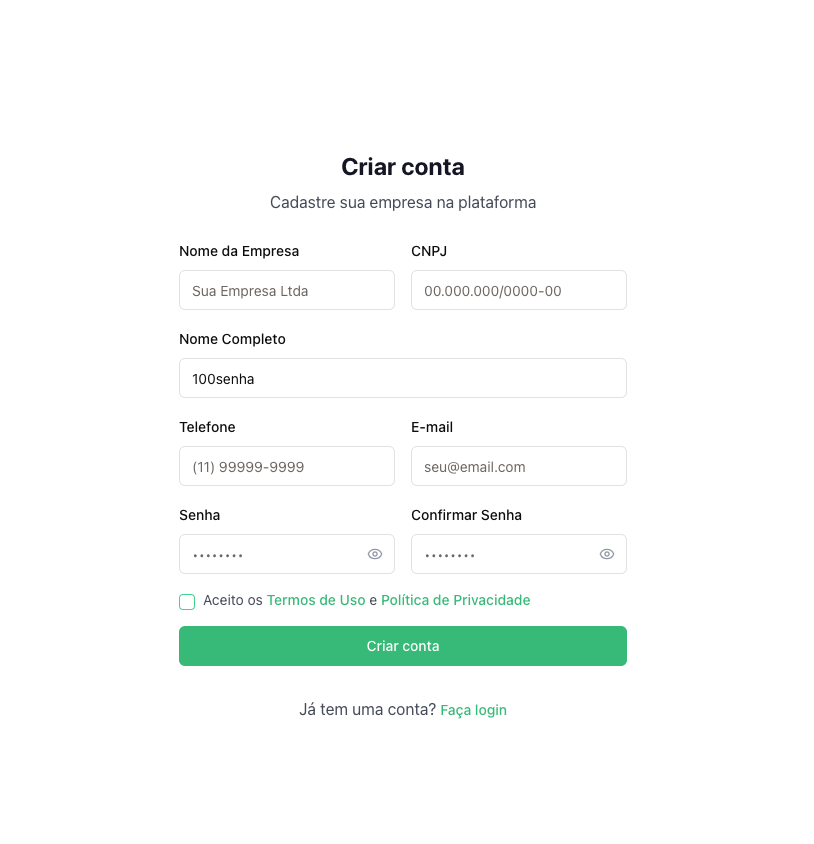 Criar conta
Cadastre sua empresa na plataforma
Nome da Empresa
CNPJ
Sua Empresa Ltda
00.000.000/0000-00
Nome Completo
100senha
Telefone
E-mail
(11) 99999-9999
seu@email.com
Senha
Confirmar Senha
••••••••
••••••••
Aceito os Termos de Uso e Política de Privacidade
Criar conta
Já tem uma conta? Faça login